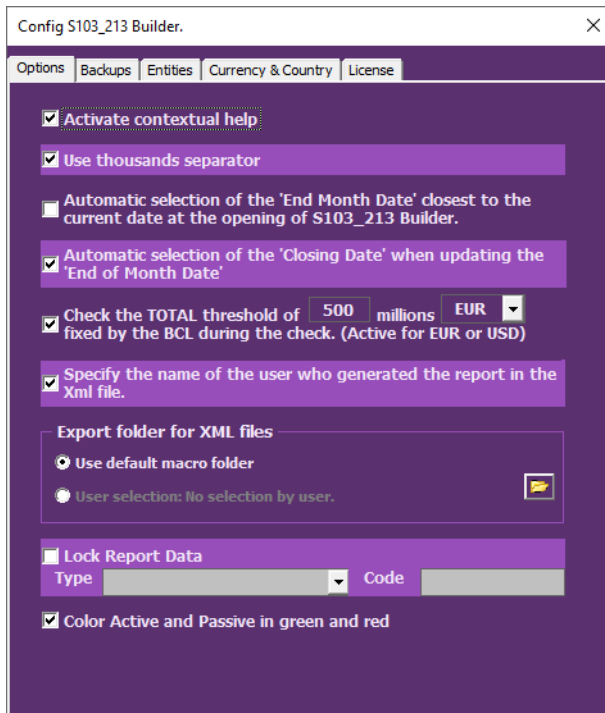 Config S103_213 Builder.
Options Backups Entities Currency & Country License
Activate contextual help
Use thousands separator
Automatic selection of the 'End Month Date' closest to the
current date at the opening of S103_213 Builder.
Automatic selection of the 'Closing Date' when updating the
'End of Month Date'
Check the TOTAL threshold of 500 millions EUR
fixed by the BCL during the check. (Active for EUR or USD)
Specify the name of the user who generated the report in the
Xml file.
Export folder for XML files
Use default macro folder
User selection: No selection by user.
Lock Report Data
Type Code
Color Active and Passive in green and red